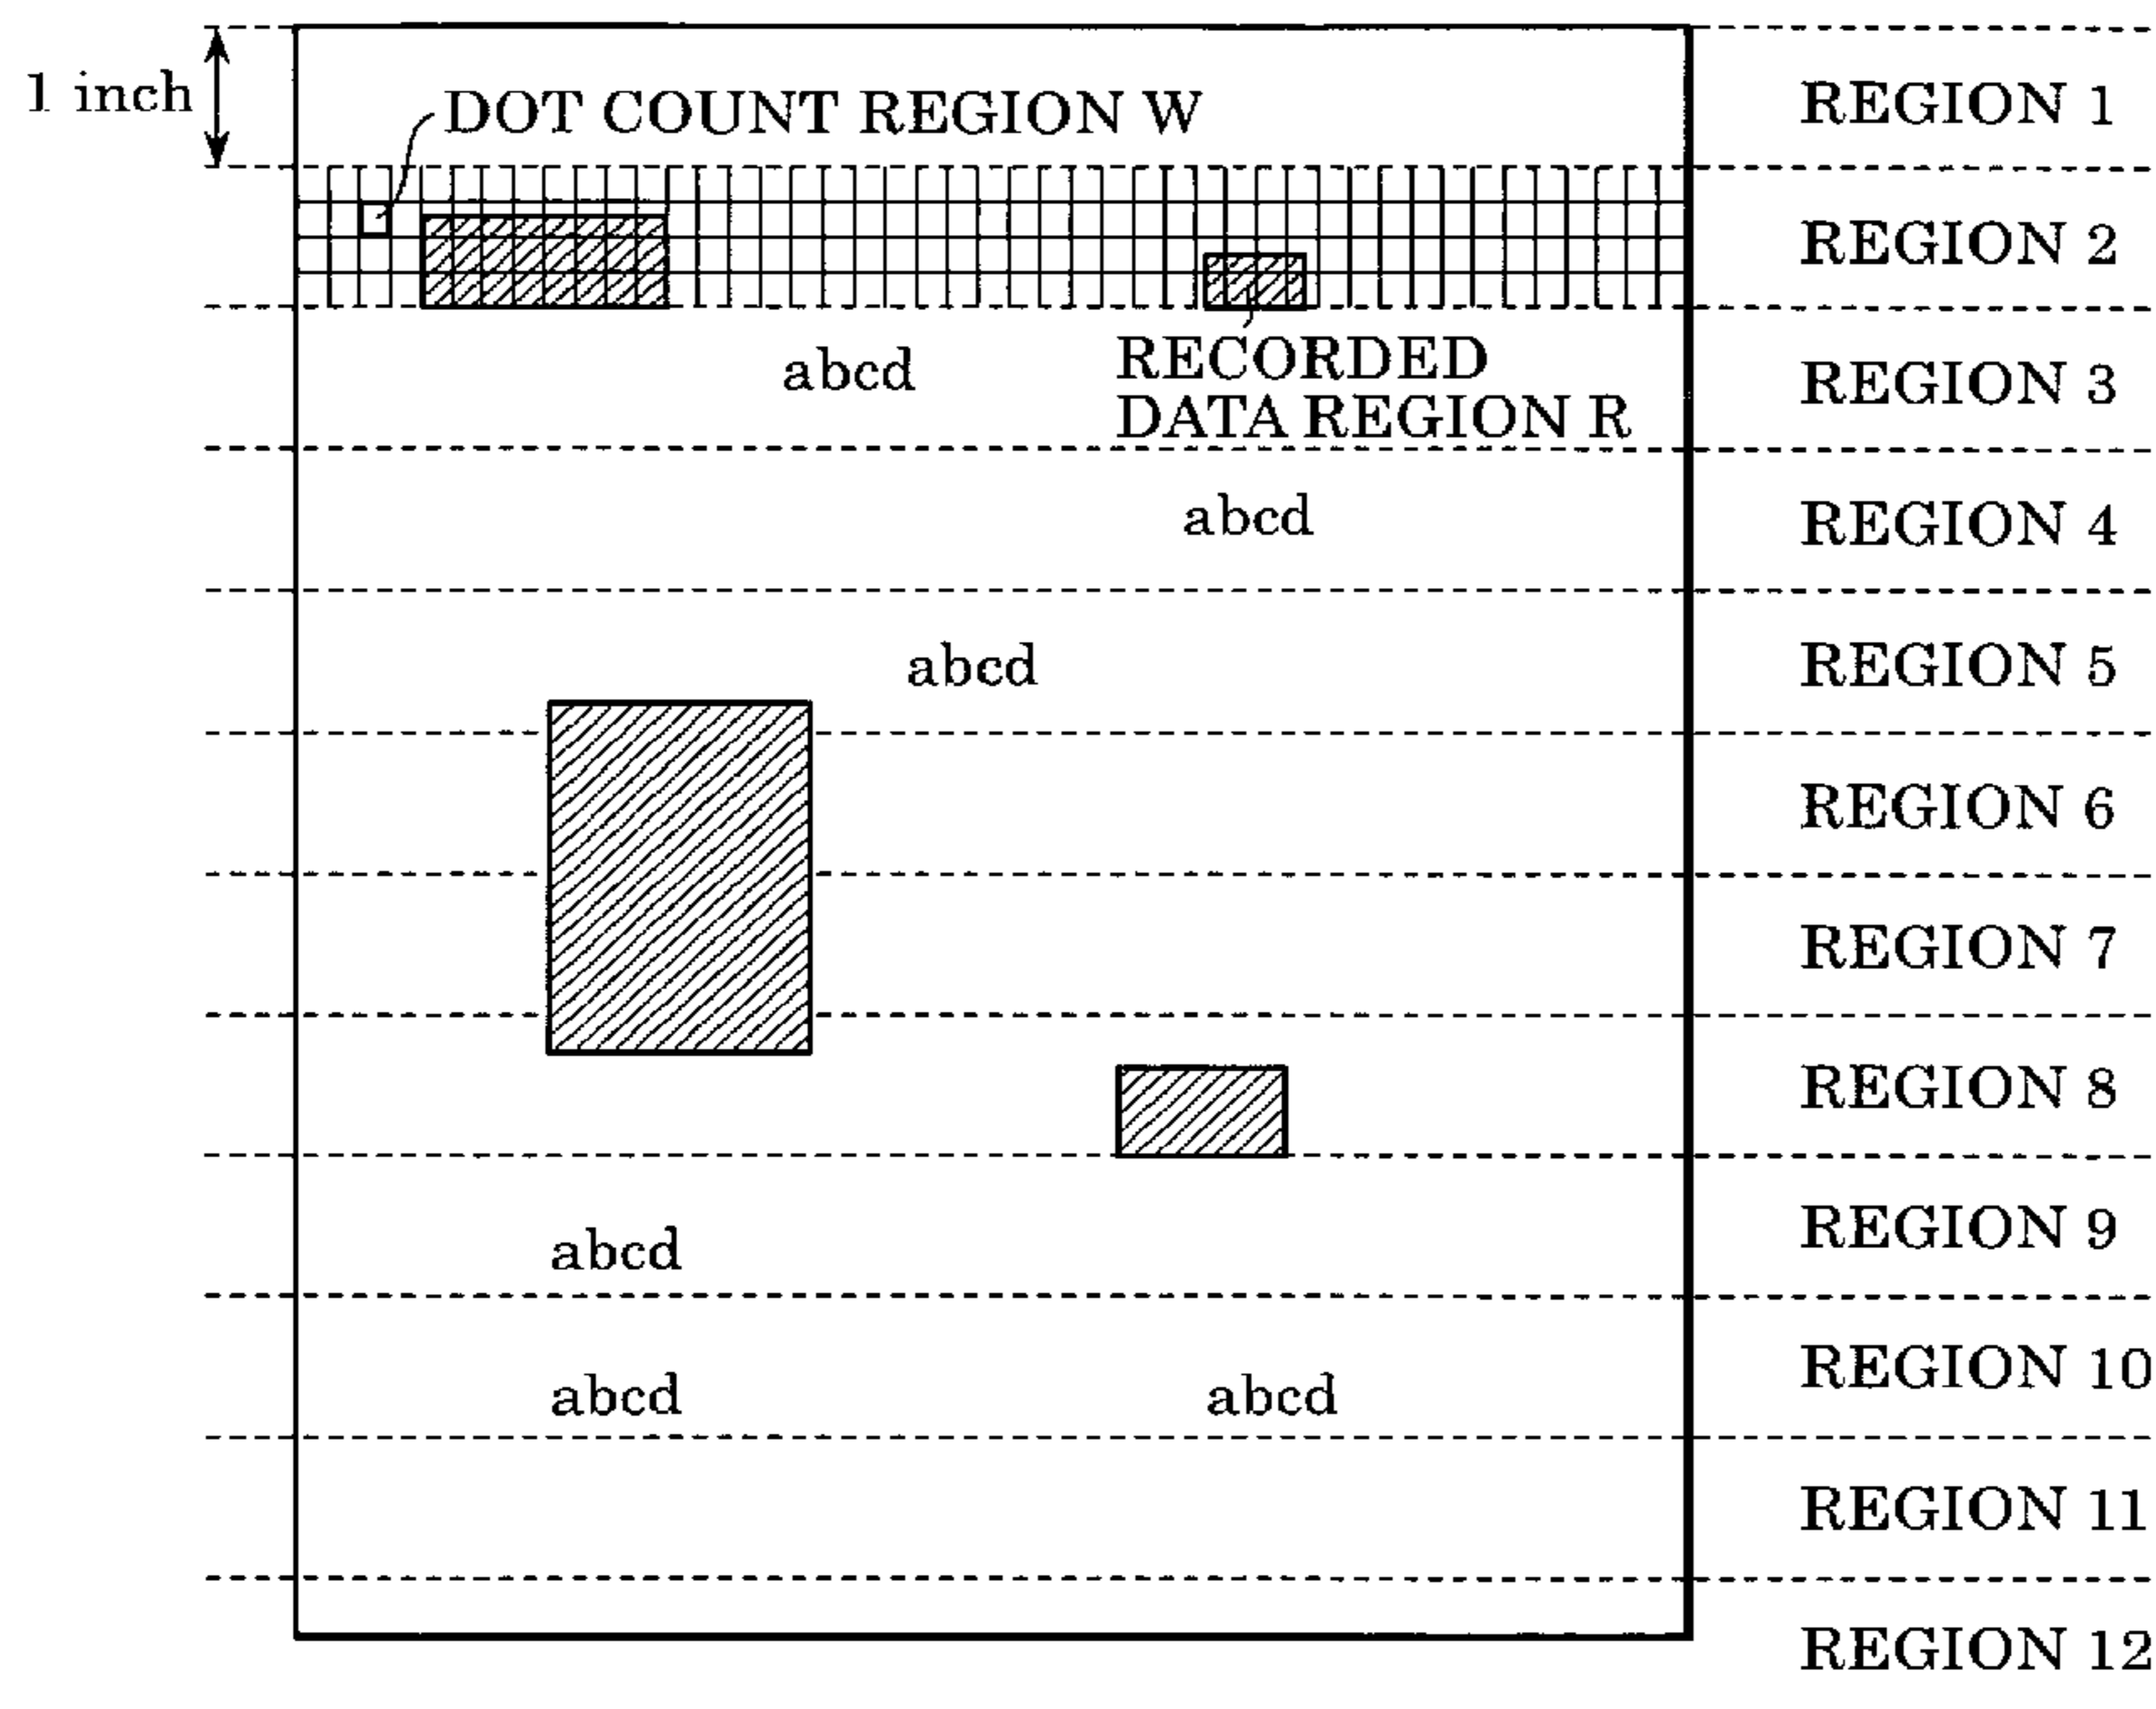 1 inch
DOT COUNT REGION W
REGION 1
REGION 2
abcd
RECORDED
DATA REGION R
REGION 3
abcd
REGION 4
abcd
REGION 5
REGION 6
REGION 7
REGION 8
abcd
REGION 9
abcd abcd
REGION 10
REGION 11
REGION 12